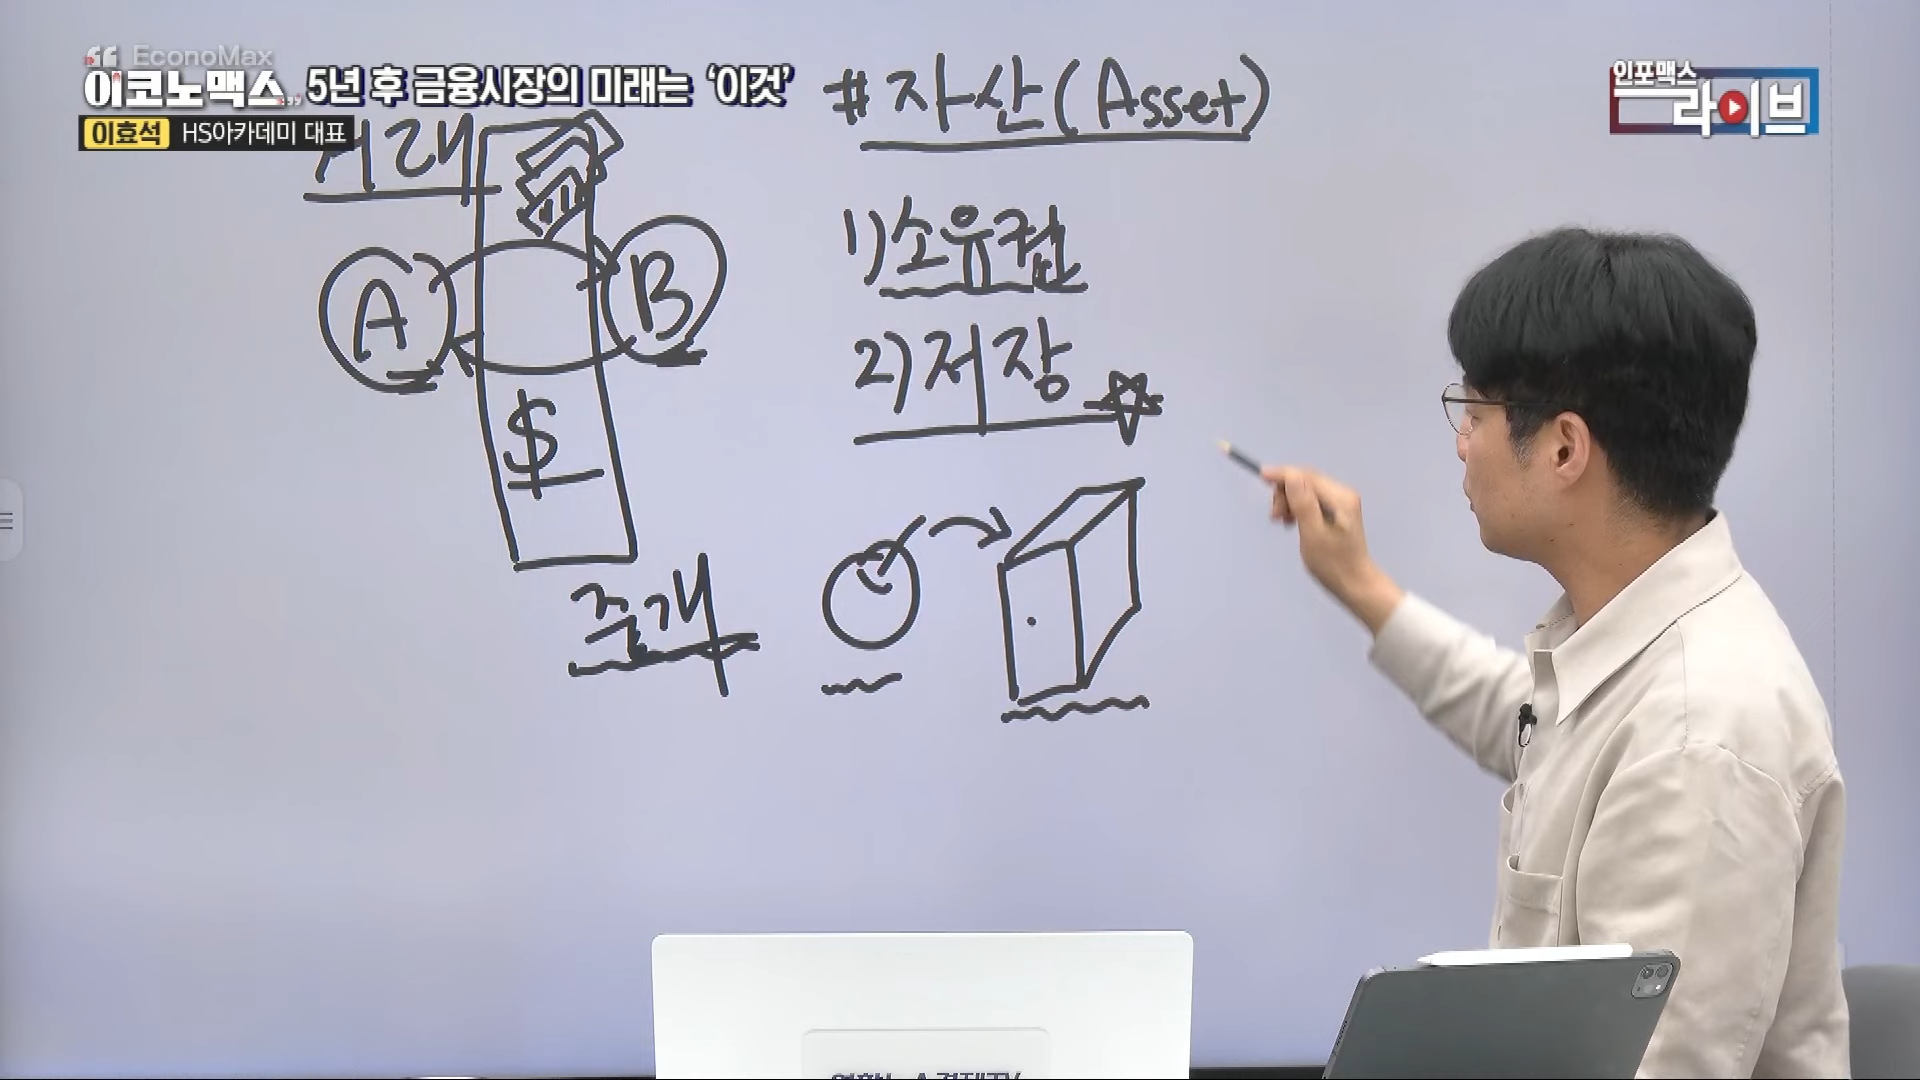 EconoMax
이코노맥스
5년 후 금융시장의 미래는 ‘이것’
이효석 HS아카데미 대표
인포맥스
라이브
#자산(Asset)
거래
1)소유권
A
B
2)저장
$
중개